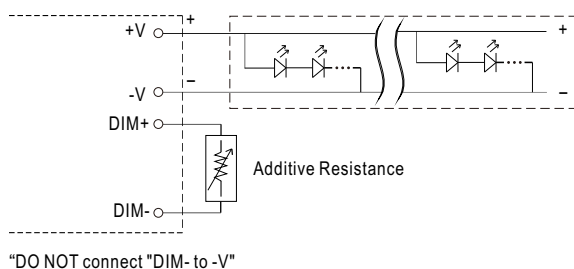 +
+V
+
-V
−
−
DIM+
Additive Resistance
DIM-
“DO NOT connect "DIM- to -V"